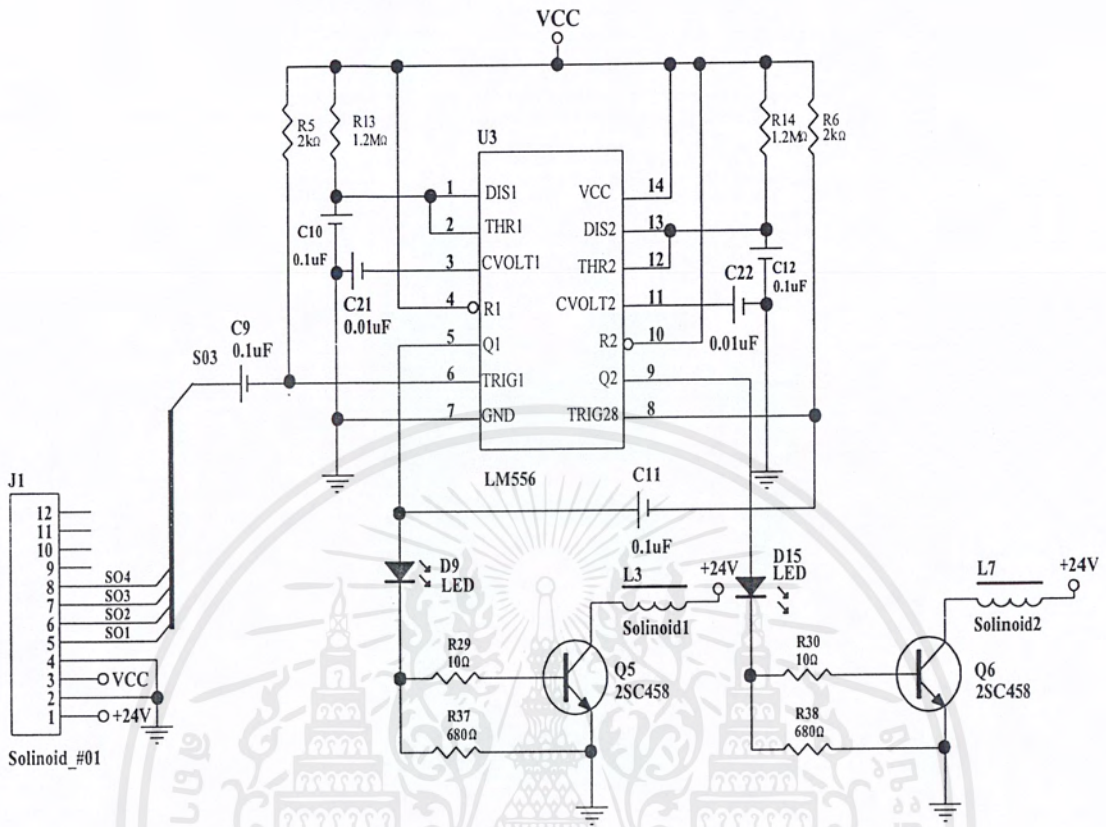 VCC
R5
2kΩ
R13
1.2MΩ
R14
1.2MΩ
R6
2kΩ
U3
1
DIS1
2
THR1
3
CVOLT1
4
R1
5
Q1
6
TRIG1
7
GND
VCC
14
DIS2
13
THR2
12
CVOLT2
11
R2
10
Q2
9
TRIG28
8
LM556
C10
0.1uF
C21
0.01uF
C22
0.01uF
C12
0.1uF
S03
C9
0.1uF
C11
0.1uF
J1
12
11
10
9
8
7
6
5
4
3
2
1
SO4
SO3
SO2
SO1
VCC
+24V
Solinoid_#01
D9
LED
L3
+24V
Solinoid1
R29
10Ω
Q5
2SC458
R37
680Ω
D15
LED
L7
+24V
Solinoid2
R30
10Ω
Q6
2SC458
R38
680Ω